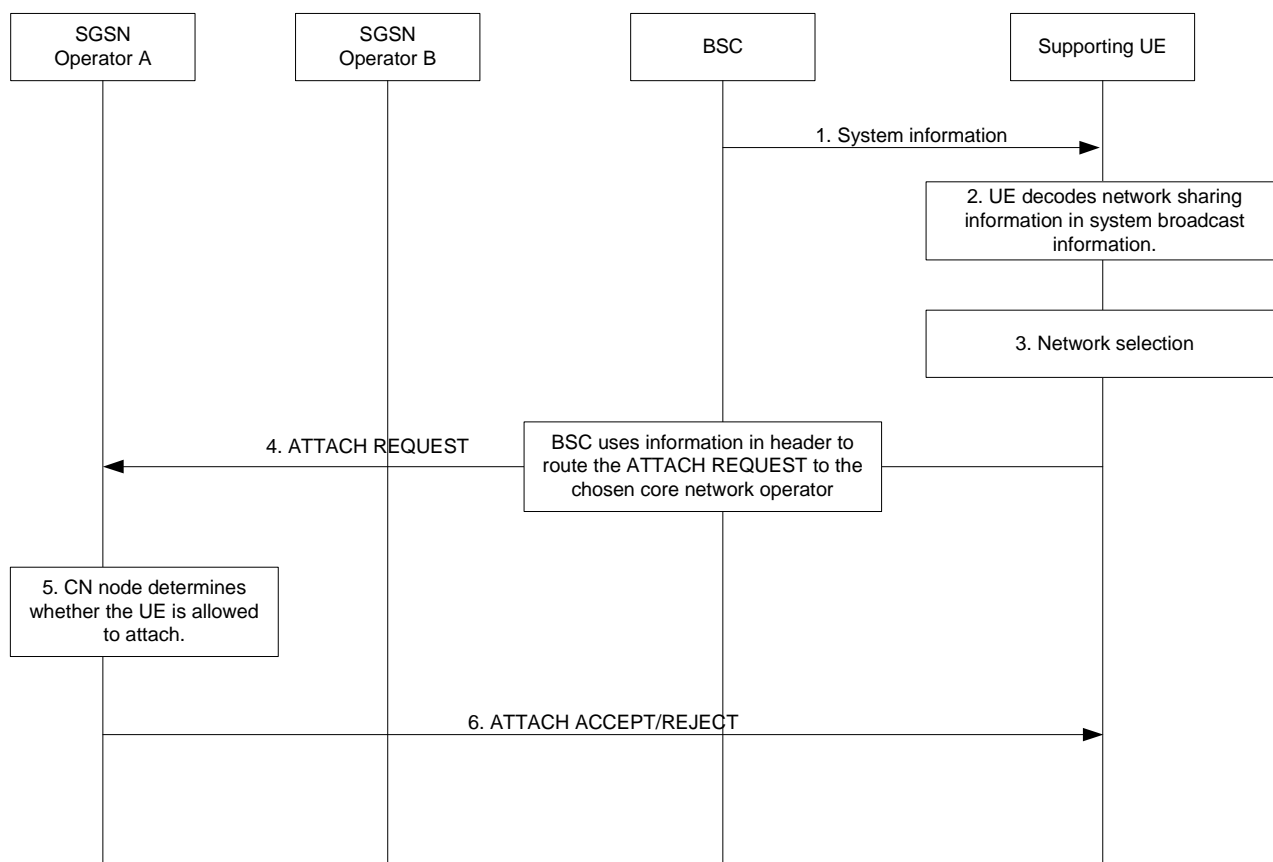 SGSN
Operator A
SGSN
Operator B
BSC
Supporting UE
1. System information
2. UE decodes network sharing
information in system broadcast
information.
3. Network selection
4. ATTACH REQUEST
BSC uses information in header to
route the ATTACH REQUEST to the
chosen core network operator
5. CN node determines
whether the UE is allowed
to attach.
6. ATTACH ACCEPT/REJECT